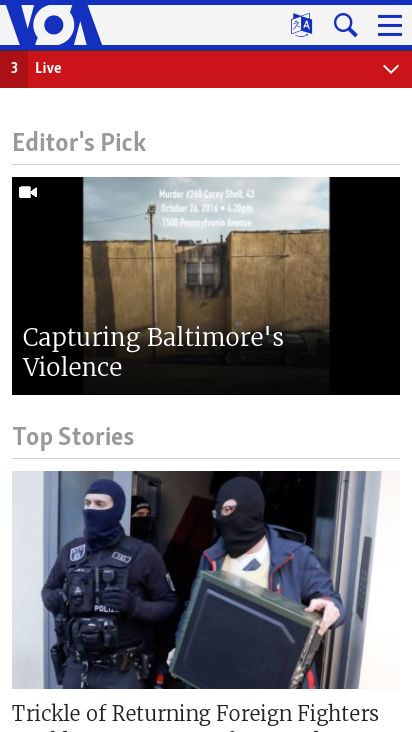 VOA
3 Live
Editor's Pick
Murder #260 Corey Shell, 43
October 26, 2016 • 4:20pm
1500 Pennsylvania Avenue
Capturing Baltimore's
Violence
Top Stories
POLIZEI
Trickle of Returning Foreign Fighters